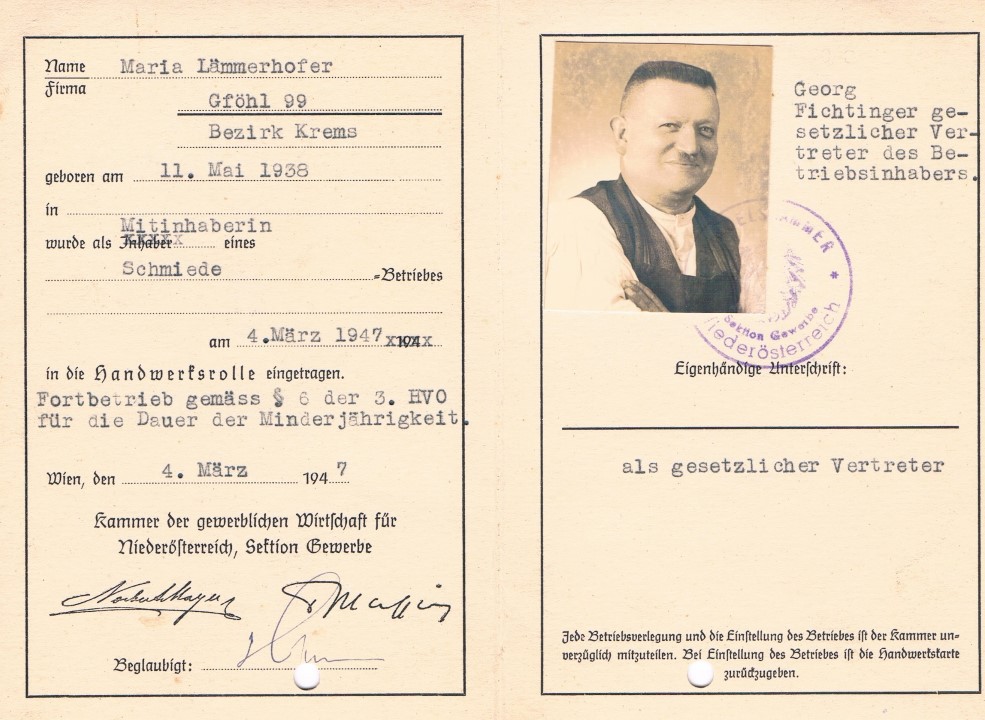 Name Maria Lämmerhofer
Firma
Gföhl 99
Bezirk Krems
geboren am 11. Mai 1938
in
Mitinhaberin
wurde als Inhaber eines
Schmiede =Betriebes
am 4.März 1947 194
in die Handwerksrolle eingetragen.
Fortbetrieb gemäss § 6 der 3. HVO
für die Dauer der Minderjährigkeit.
Wien, den 4. März 1947
Kammer der gewerblichen Wirtschaft für
Niederösterreich, Sektion Gewerbe
Beglaubigt:
Georg
Fichtinger ge-
setzlicher Ver-
treter des Be-
triebsinhabers.
Sektion Gewerbe
Niederösterreich
Eigenhändige Unterschrift:
als gesetzlicher Vertreter
Jede Betriebsverlegung und die Einstellung des Betriebes ist der Kammer un-
verzüglich mitzuteilen. Bei Einstellung des Betriebes ist die Handwerkskarte
zurückzugeben.